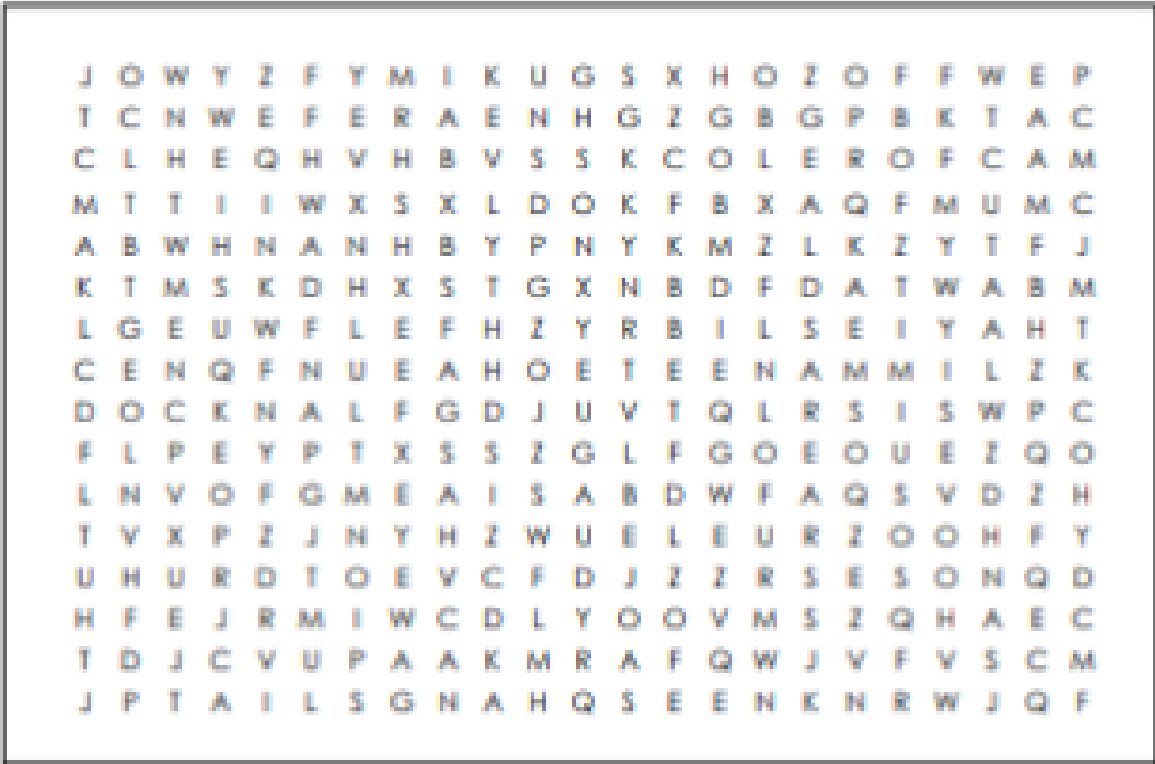 J O W Y Z F Y M I K U G S X H O Z O F F W E P
T C N W E F E R A E N H G Z G B G P B K T A C
C L H E Q H V H B V S S K C O L E R O F C A M
M T T I I W X S X L D O K F B X A Q F M U M C
A B W H N A N H B Y P N Y K M Z L K Z Y T F J
K T M S K D H X S T G X N B D F D A T W A B M
L G E U W F L E F H Z Y R B I L S E I Y A H T
C E N Q F N U E A H O E T E E N A M M I L Z K
D O C K N A L F G D J U V T Q L R S I S W P C
F L P E Y P T X S S Z G L F G O E O U E Z Q O
L N V O F G M E A I S A B D W F A Q S V D Z H
T V X P Z J N Y H Z W U E L E U R Z O O H F Y
U H U R D T O E V C F D J Z Z R S E S O N Q D
H F E J R M I W C D L Y O O V M S Z Q H A E C
T D J C V U P A A K M R A F Q W J V F V S C M
J P T A I L S G N A H Q S E E N K N R W J Q F